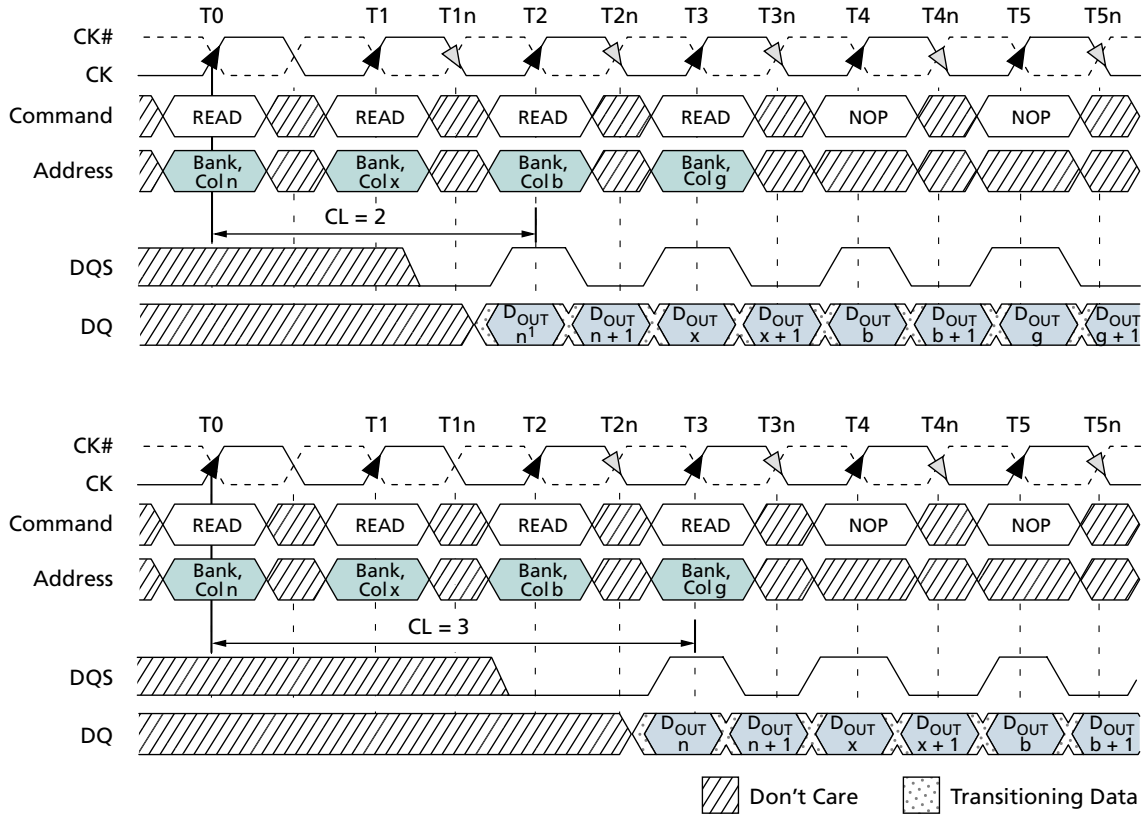 T0 T1 T1n T2 T2n T3 T3n T4 T4n T5 T5n
CK#
CK
Command READ READ READ READ NOP NOP
Address Bank, Col n Bank, Col x Bank, Col b Bank, Col g
CL = 2
DQS
DQ DOUT n1 DOUT n + 1 DOUT x DOUT x + 1 DOUT b DOUT b + 1 DOUT g DOUT g + 1
T0 T1 T1n T2 T2n T3 T3n T4 T4n T5 T5n
CK#
CK
Command READ READ READ READ NOP NOP
Address Bank, Col n Bank, Col x Bank, Col b Bank, Col g
CL = 3
DQS
DQ DOUT n DOUT n + 1 DOUT x DOUT x + 1 DOUT b DOUT b + 1
Don't Care Transitioning Data